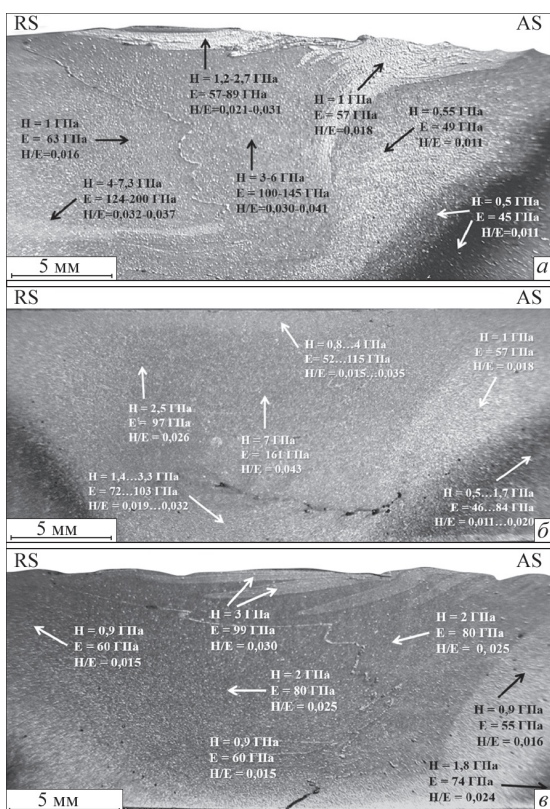 RS AS
H = 1,2-2,7 ГПа
E = 57-89 ГПа
H/E=0,021-0,031
H = 1 ГПа
E = 57 ГПа
H/E=0,018
H = 0,55 ГПа
E = 49 ГПа
H/E=0,011
H = 1 ГПа
E = 63 ГПа
H/E=0,016
H = 3-6 ГПа
E = 100-145 ГПа
H/E=0,030-0,041
H = 4-7,3 ГПа
E = 124-200 ГПа
H/E=0,032-0,037
H = 0,5 ГПа
E = 45 ГПа
H/E=0,011
5 мм
а
RS AS
H = 0,8...4 ГПа
E = 52...115 ГПа
H/E = 0,015...0,035
H = 1 ГПа
E = 57 ГПа
H/E = 0,018
H = 2,5 ГПа
E = 97 ГПа
H/E = 0,026
H = 7 ГПа
E = 161 ГПа
H/E = 0,043
H = 1,4...3,3 ГПа
E = 72...103 ГПа
H/E = 0,019...0,032
H = 0,5...1,7 ГПа
E = 46...84 ГПа
H/E = 0,011...0,020
5 мм
б
RS AS
H = 3 ГПа
E = 99 ГПа
H/E = 0,030
H = 2 ГПа
E = 80 ГПа
H/E = 0, 025
H = 0,9 ГПа
E = 60 ГПа
H/E = 0,015
H = 2 ГПа
E = 80 ГПа
H/E = 0,025
H = 0,9 ГПа
E = 55 ГПа
H/E = 0,016
H = 0,9 ГПа
E = 60 ГПа
H/E = 0,015
H = 1,8 ГПа
E = 74 ГПа
H/E = 0,024
5 мм
в